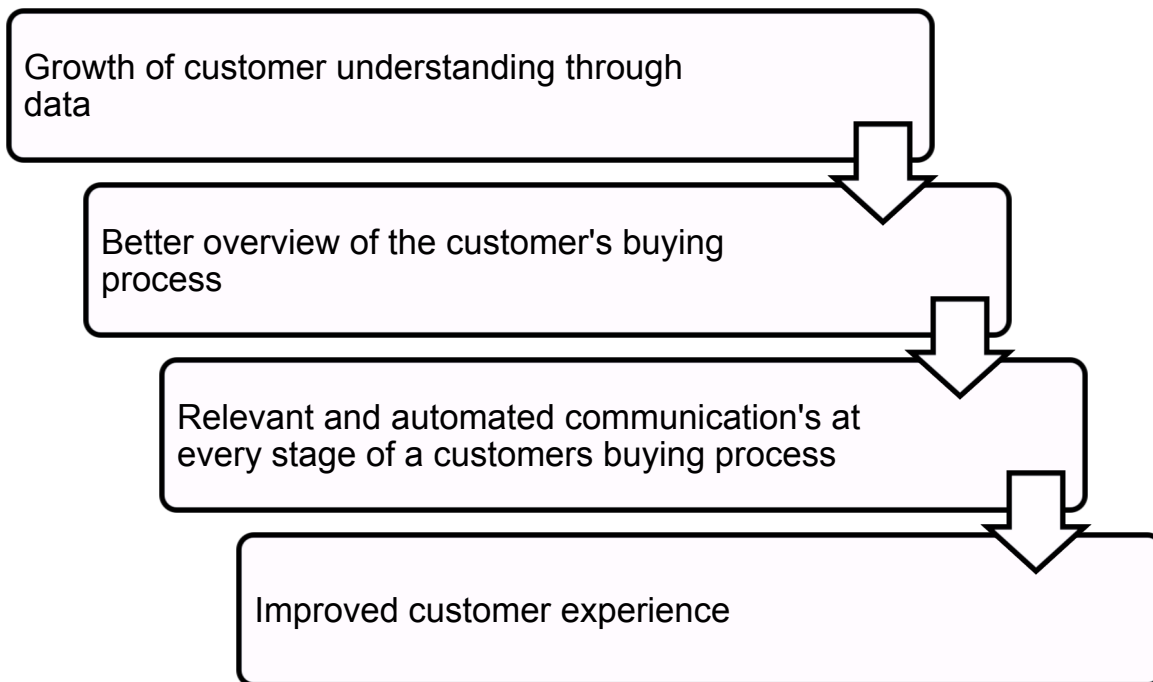 Growth of customer understanding through
data
Better overview of the customer's buying
process
Relevant and automated communication's at
every stage of a customers buying process
Improved customer experience